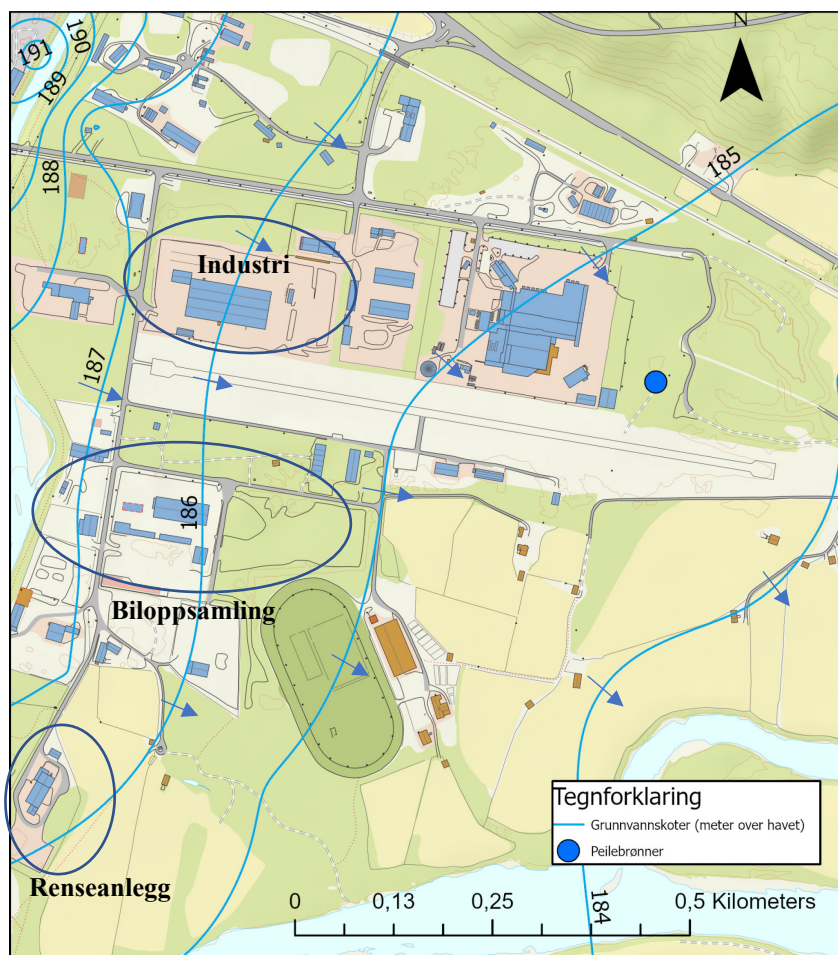 N
190
191
189
188
185
Industri
187
186
Biloppsamling
Renseanlegg
Tegnforklaring
Grunnvannskoter (meter over havet)
Peilebrønner
0 0,13 0,25 0,5 Kilometers
184